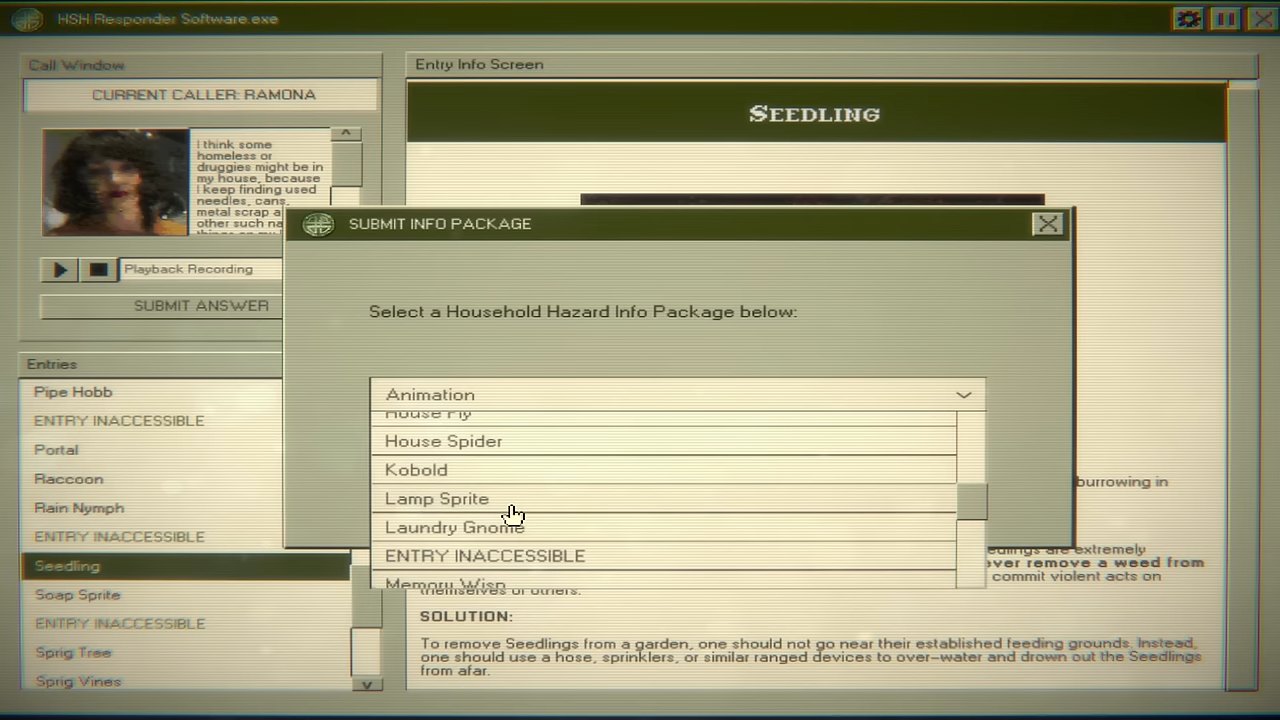 HSH Responder Software.exe
Call Window
CURRENT CALLER: RAMONA
I think some
homeless or
druggies might be in
my house, because
I keep finding used
needles, cans,
metal scrap a
other such na
Playback Recording
SUBMIT ANSWER
Entries
Pipe Hobb
ENTRY INACCESSIBLE
Portal
Raccoon
Rain Nymph
ENTRY INACCESSIBLE
Seedling
Soap Sprite
ENTRY INACCESSIBLE
Sprig Tree
Sprig Vines
Entry Info Screen
SEEDLING
SUBMIT INFO PACKAGE
Select a Household Hazard Info Package below:
Animation
House Fly
House Spider
Kobold
Lamp Sprite
Laundry Gnome
ENTRY INACCESSIBLE
Memory Wisp
burrowing in
edlings are extremely
ever remove a weed from
commit violent acts on
themselves or others.
SOLUTION:
To remove Seedlings from a garden, one should not go near their established feeding grounds. Instead,
one should use a hose, sprinklers, or similar ranged devices to over-water and drown out the Seedlings
from afar.